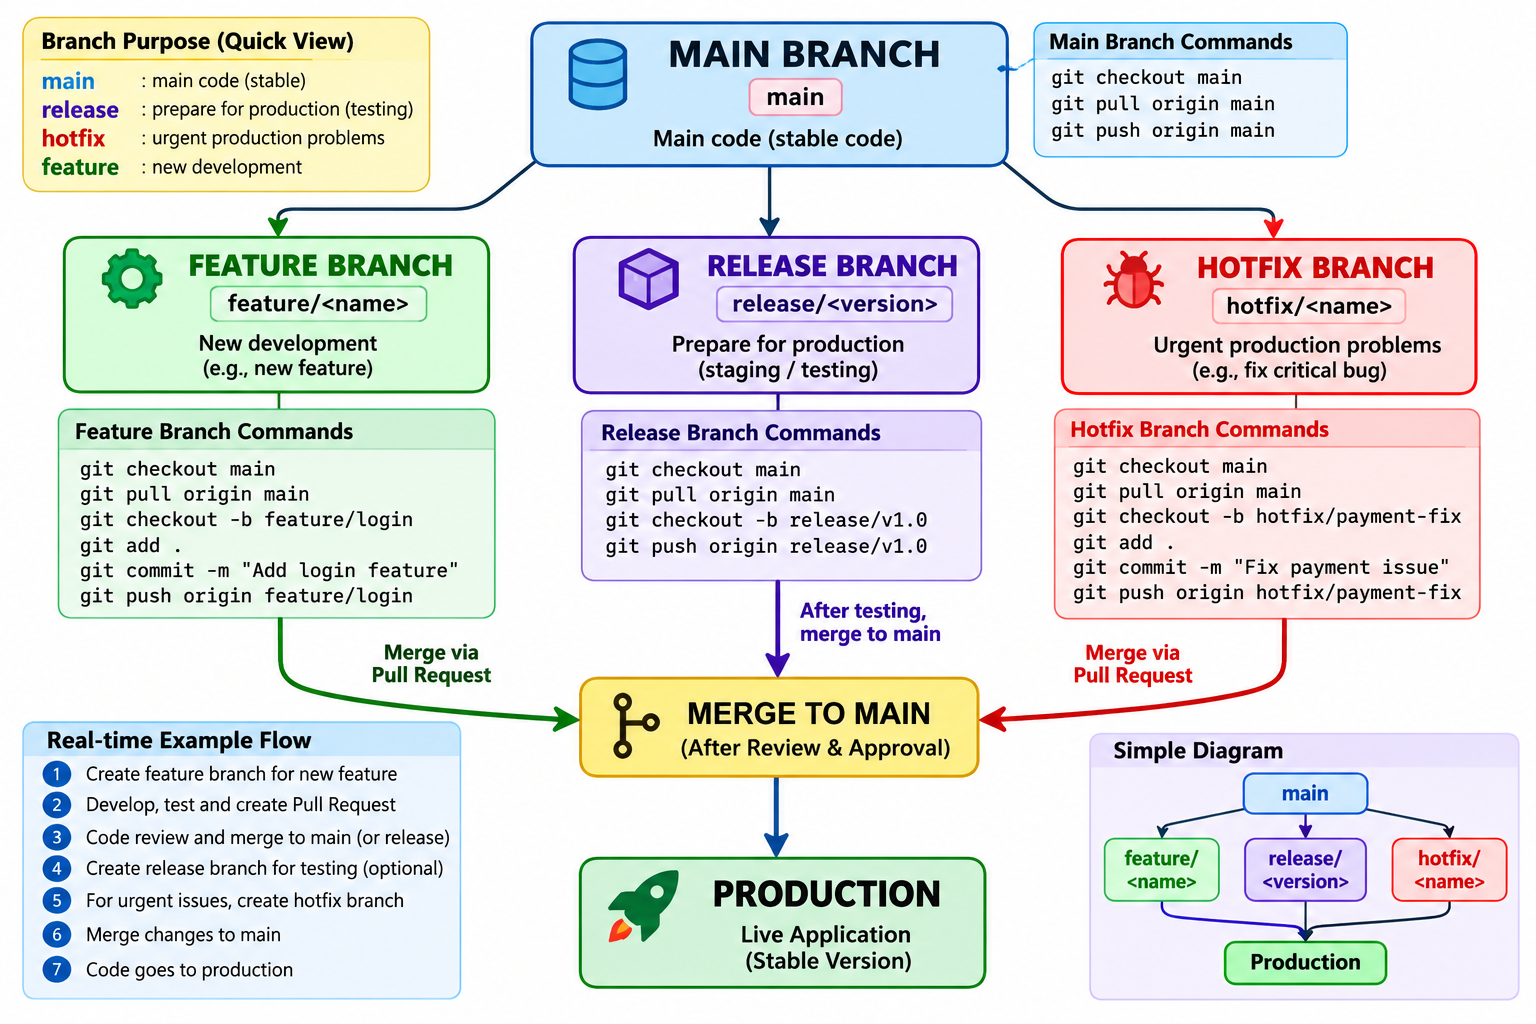 Branch Purpose (Quick View)
main : main code (stable)
release : prepare for production (testing)
hotfix : urgent production problems
feature : new development
MAIN BRANCH
main
Main code (stable code)
Main Branch Commands
git checkout main
git pull origin main
git push origin main
FEATURE BRANCH
feature/<name>
New development
(e.g., new feature)
RELEASE BRANCH
release/<version>
Prepare for production
(staging / testing)
HOTFIX BRANCH
hotfix/<name>
Urgent production problems
(e.g., fix critical bug)
Feature Branch Commands
git checkout main
git pull origin main
git checkout -b feature/login
git add .
git commit -m "Add login feature"
git push origin feature/login
Release Branch Commands
git checkout main
git pull origin main
git checkout -b release/v1.0
git push origin release/v1.0
Hotfix Branch Commands
git checkout main
git pull origin main
git checkout -b hotfix/payment-fix
git add .
git commit -m "Fix payment issue"
git push origin hotfix/payment-fix
Merge via
Pull Request
After testing,
merge to main
Merge via
Pull Request
MERGE TO MAIN
(After Review & Approval)
PRODUCTION
Live Application
(Stable Version)
Real-time Example Flow
1 Create feature branch for new feature
2 Develop, test and create Pull Request
3 Code review and merge to main (or release)
4 Create release branch for testing (optional)
5 For urgent issues, create hotfix branch
6 Merge changes to main
7 Code goes to production
Simple Diagram
main
feature/
<name>
release/
<version>
hotfix/
<name>
Production